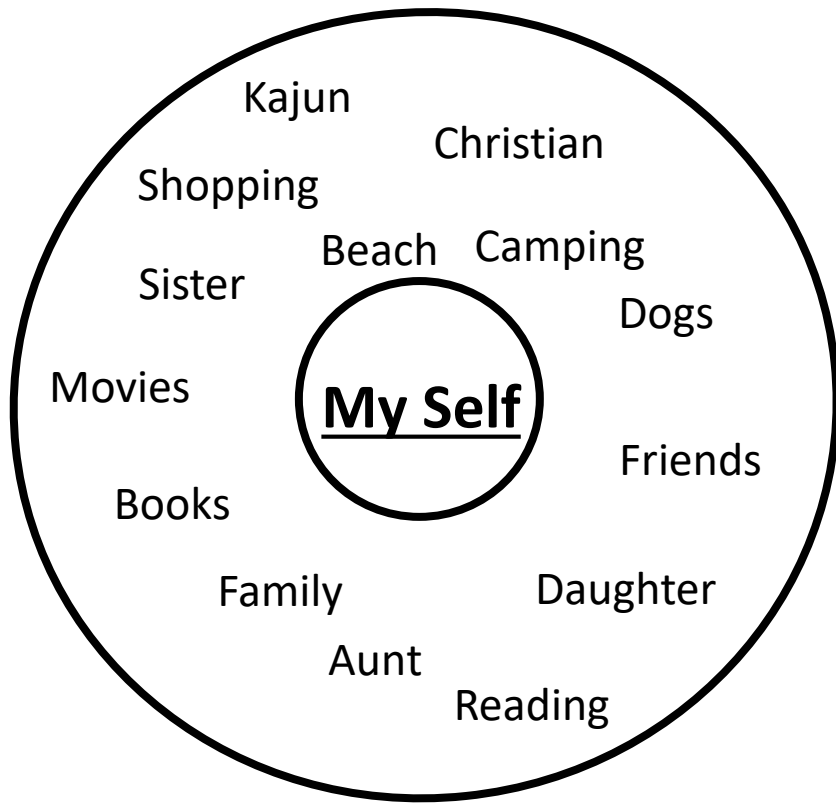 Kajun
Christian
Shopping
Beach
Camping
Sister
Dogs
Movies
My Self
Friends
Books
Family
Daughter
Aunt
Reading